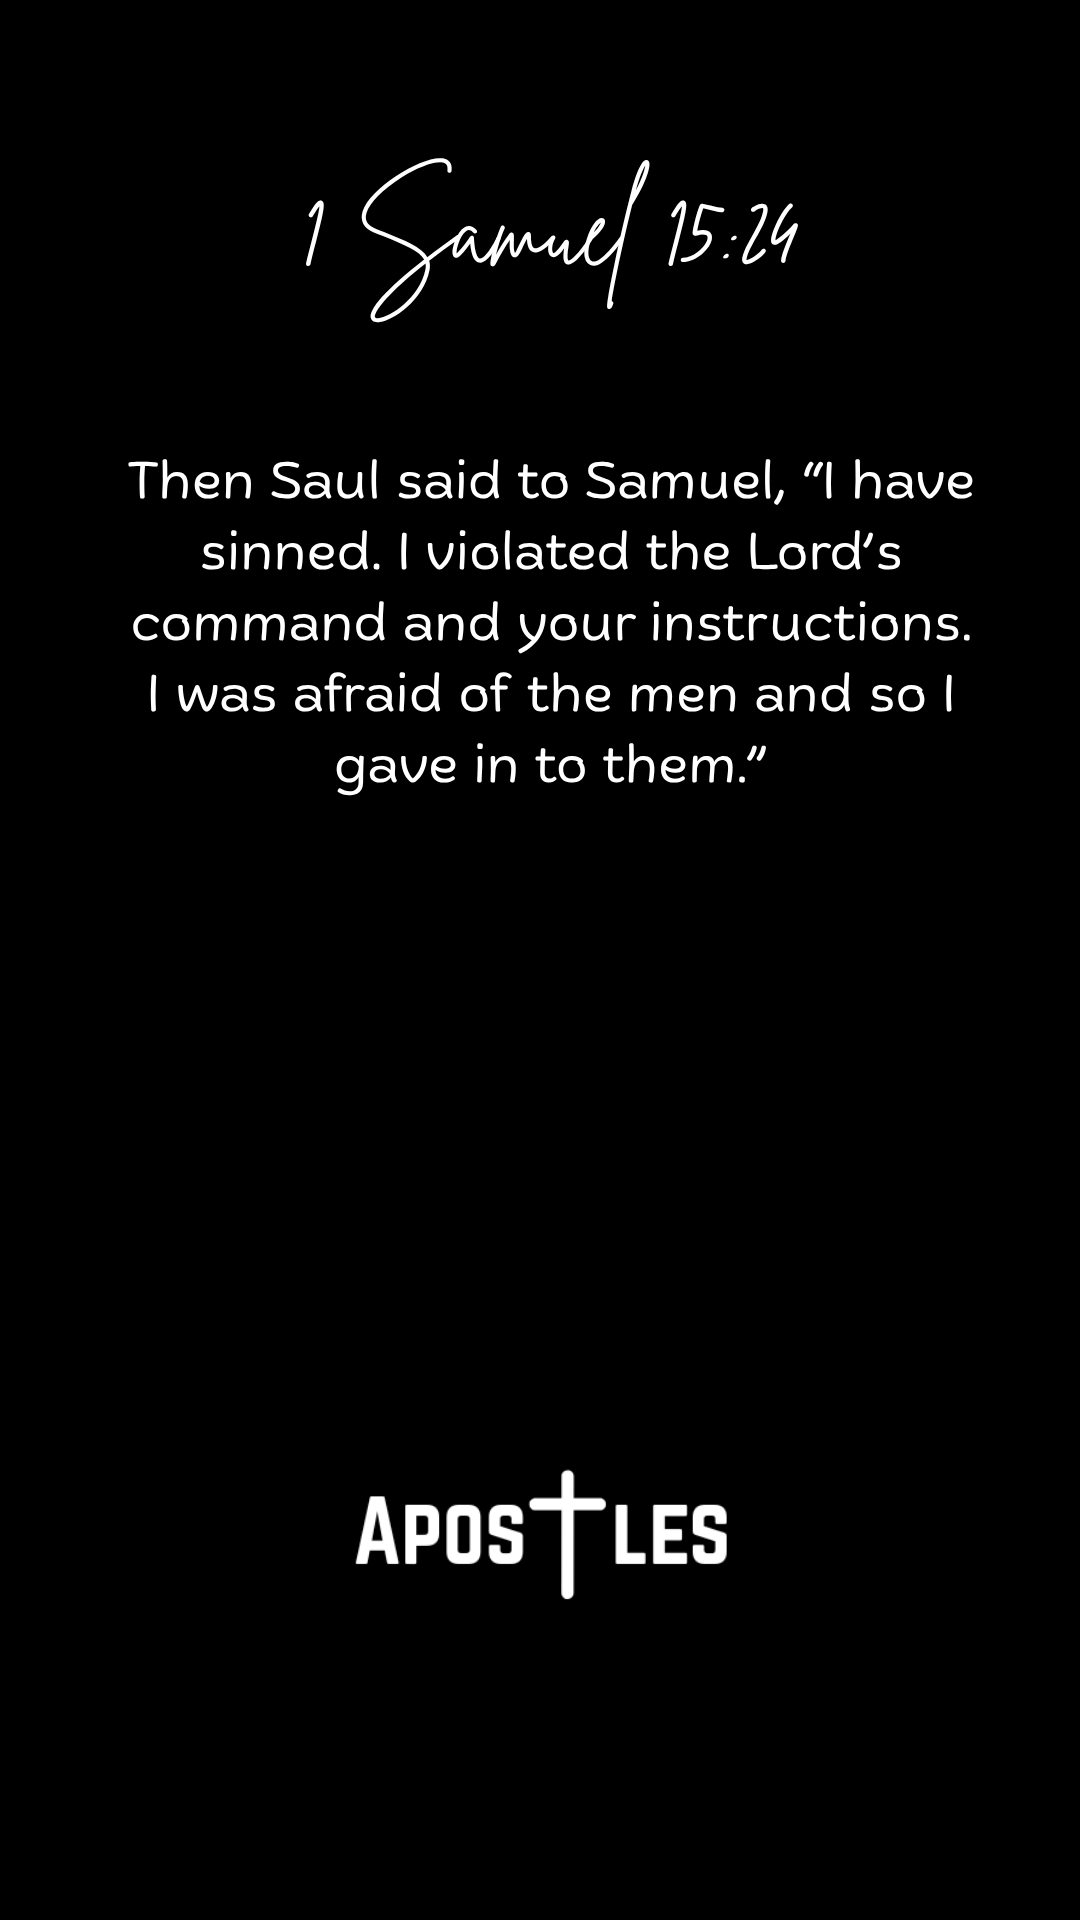 1 Samuel 15:24
Then Saul said to Samuel, “I have
sinned. I violated the Lord’s
command and your instructions.
I was afraid of the men and so I
gave in to them.”
APOSTLES